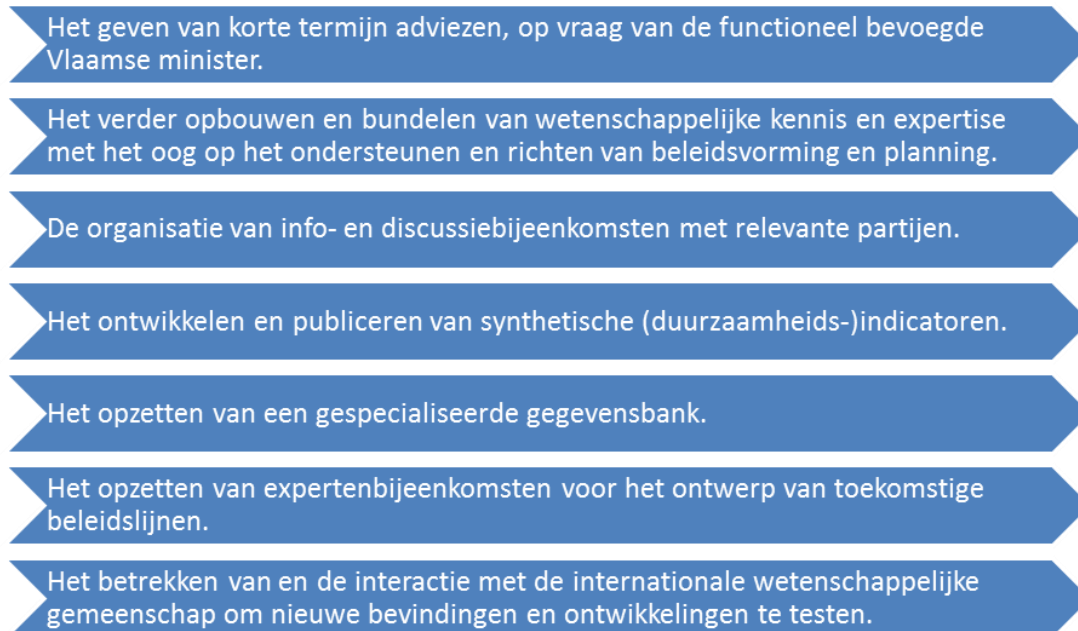 Het geven van korte termijn adviezen, op vraag van de functioneel bevoegde
Vlaamse minister.
Het verder opbouwen en bundelen van wetenschappelijke kennis en expertise
met het oog op het ondersteunen en richten van beleidsvorming en planning.
De organisatie van info- en discussiebijeenkomsten met relevante partijen.
Het ontwikkelen en publiceren van synthetische (duurzaamheids-)indicatoren.
Het opzetten van een gespecialiseerde gegevensbank.
Het opzetten van expertenbijeenkomsten voor het ontwerp van toekomstige
beleidslijnen.
Het betrekken van en de interactie met de internationale wetenschappelijke
gemeenschap om nieuwe bevindingen en ontwikkelingen te testen.